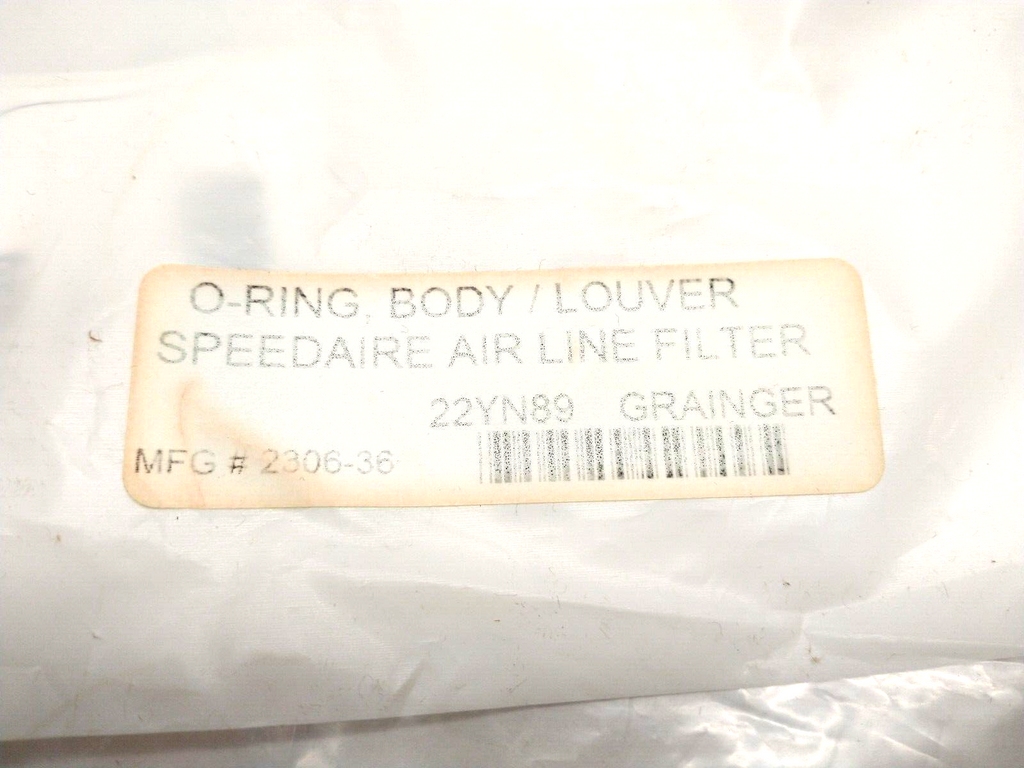 O-RING, BODY / LOUVER
SPEEDAIRE AIR LINE FILTER
22YN89 GRAINGER
MFG # 2306-36